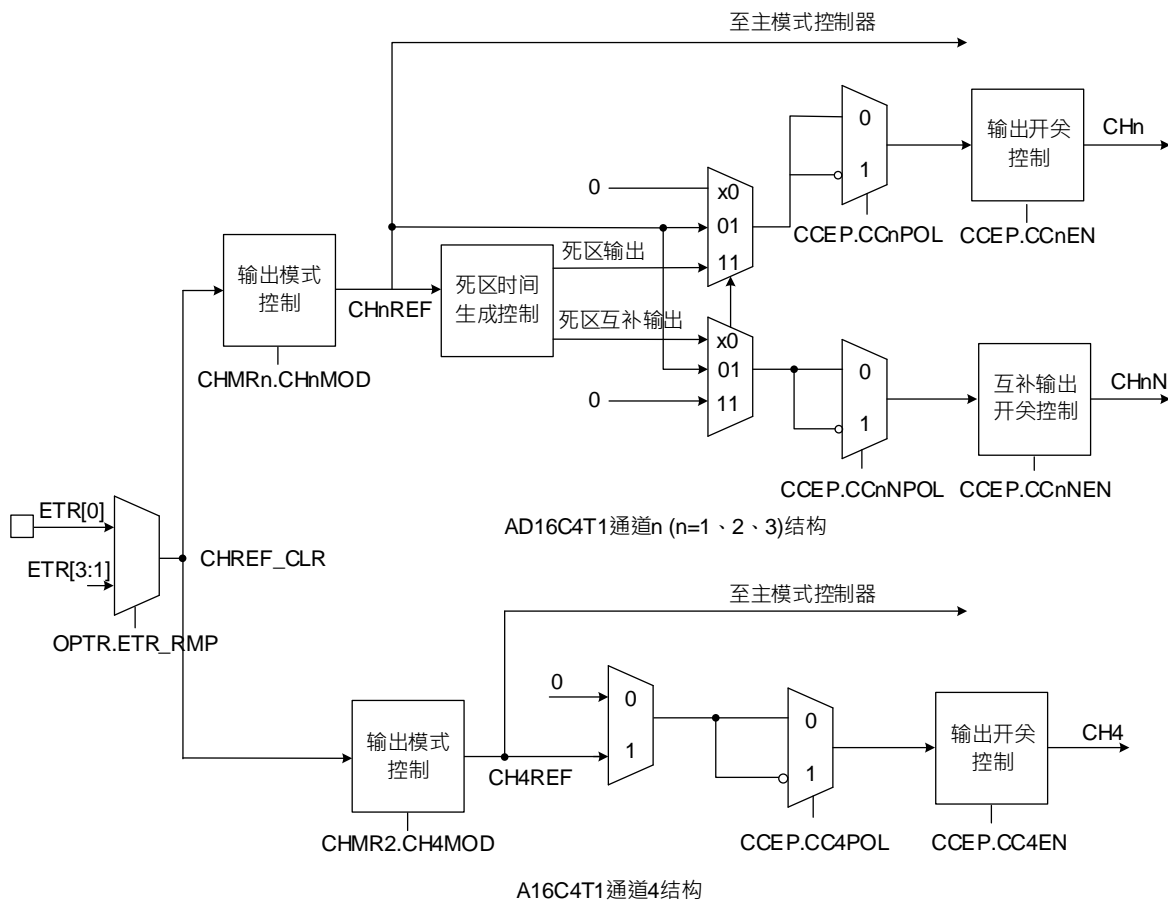 至主模式控制器
0
1
输出开关
控制
CHn
CCEP.CCnPOL
CCEP.CCnEN
0
x0
01
11
死区输出
死区互补输出
输出模式
控制
CHnREF
死区时间
生成控制
CHMRn.CHnMOD
x0
01
11
0
0
1
互补输出
开关控制
CHnN
CCEP.CCnNPOL
CCEP.CCnNEN
AD16C4T1通道n (n=1、2、3)结构
ETR[0]
ETR[3:1]
CHREF_CLR
OPTR.ETR_RMP
至主模式控制器
0
0
1
输出模式
控制
CH4REF
CHMR2.CH4MOD
0
1
输出开关
控制
CH4
CCEP.CC4POL
CCEP.CC4EN
A16C4T1通道4结构